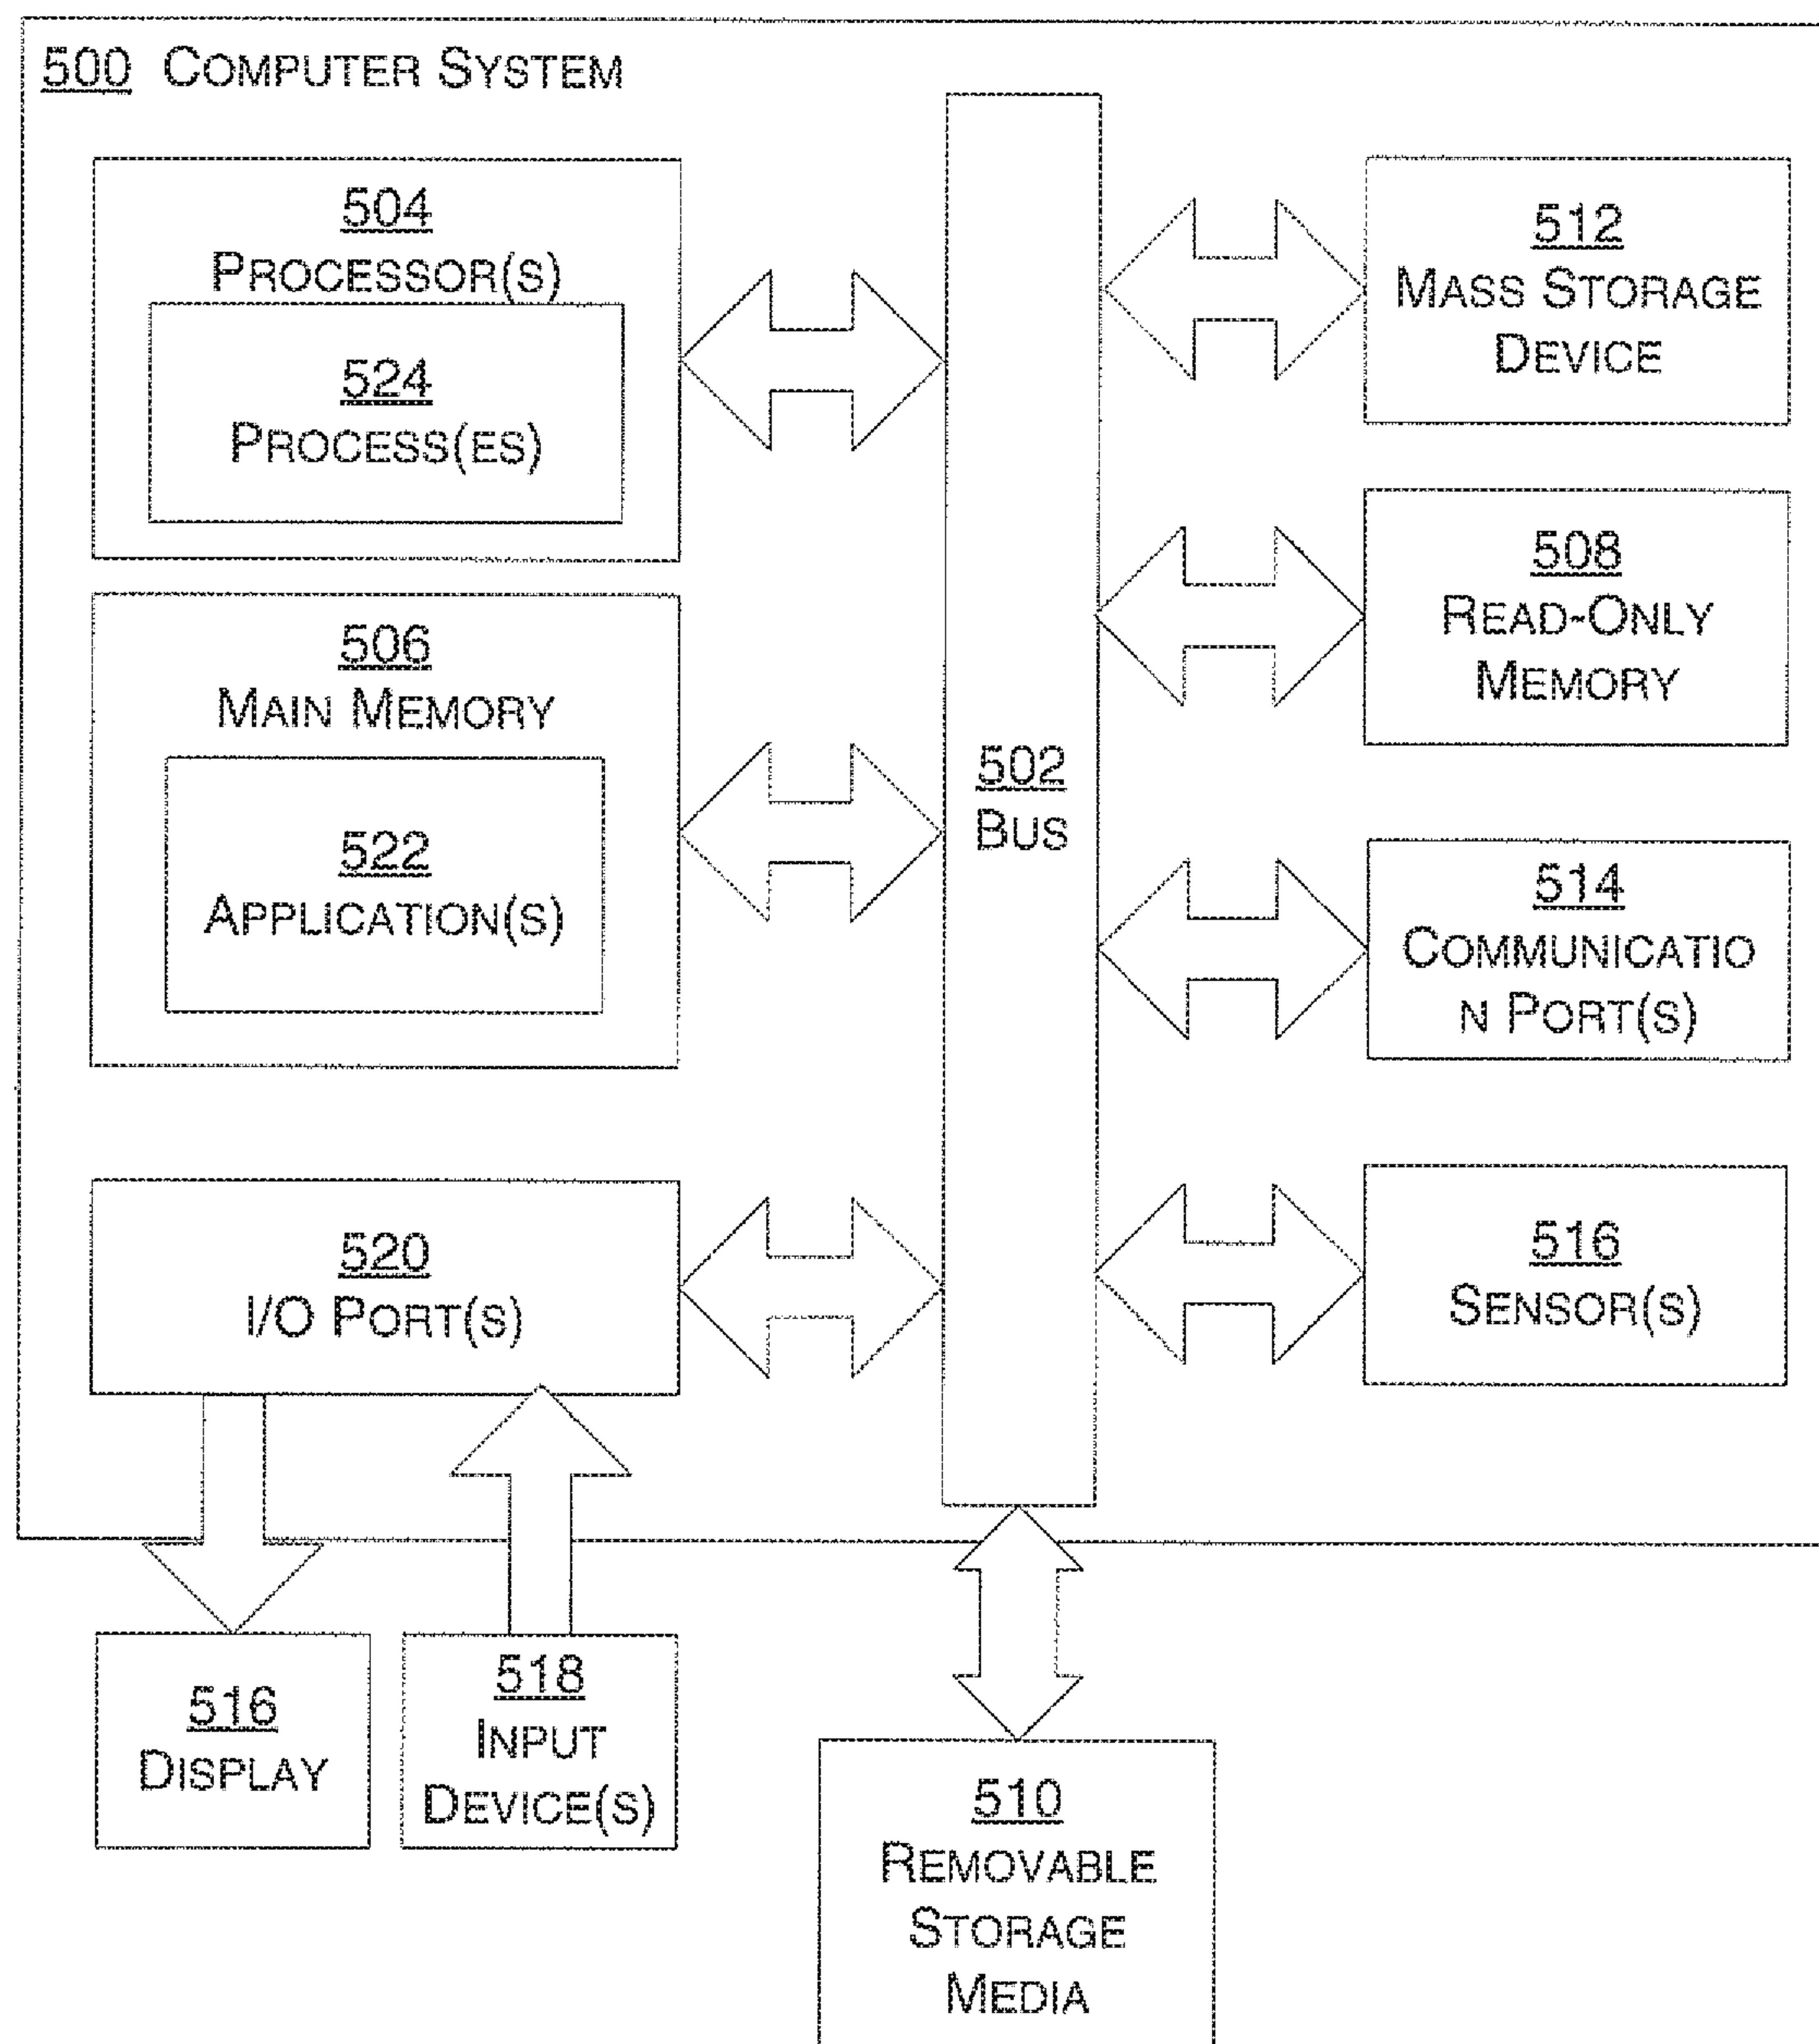 500 COMPUTER SYSTEM
504
PROCESSOR(S)
524
PROCESS(ES)
506
MAIN MEMORY
522
APPLICATION(S)
520
I/O PORT(S)
502
BUS
512
MASS STORAGE
DEVICE
508
READ-ONLY
MEMORY
514
COMMUNICATIO
N PORT(S)
516
SENSOR(S)
516
DISPLAY
518
INPUT
DEVICE(S)
510
REMOVABLE
STORAGE
MEDIA